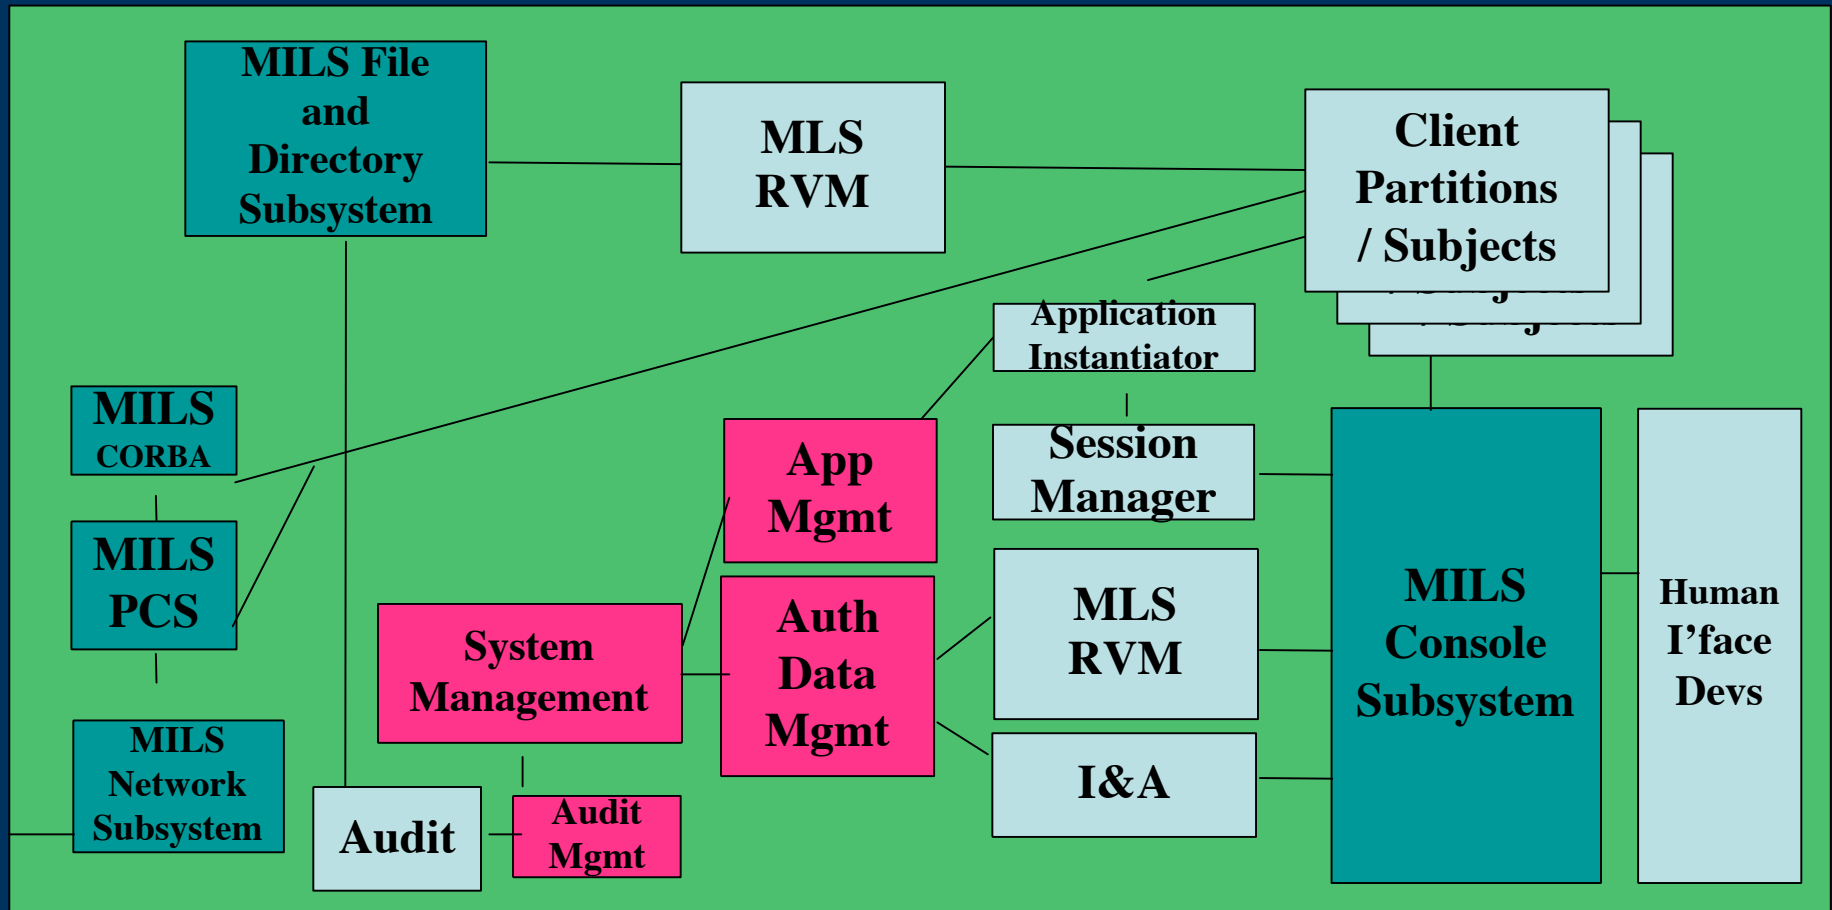 MILS File
and
Directory
Subsystem
MLS
RVM
Client
Partitions
/ Subjects
Application
Instantiator
MILS
CORBA
App
Mgmt
Session
Manager
MILS
PCS
System
Management
Auth
Data
Mgmt
MLS
RVM
MILS
Console
Subsystem
Human
I’face
Devs
MILS
Network
Subsystem
Audit
Audit
Mgmt
I&A